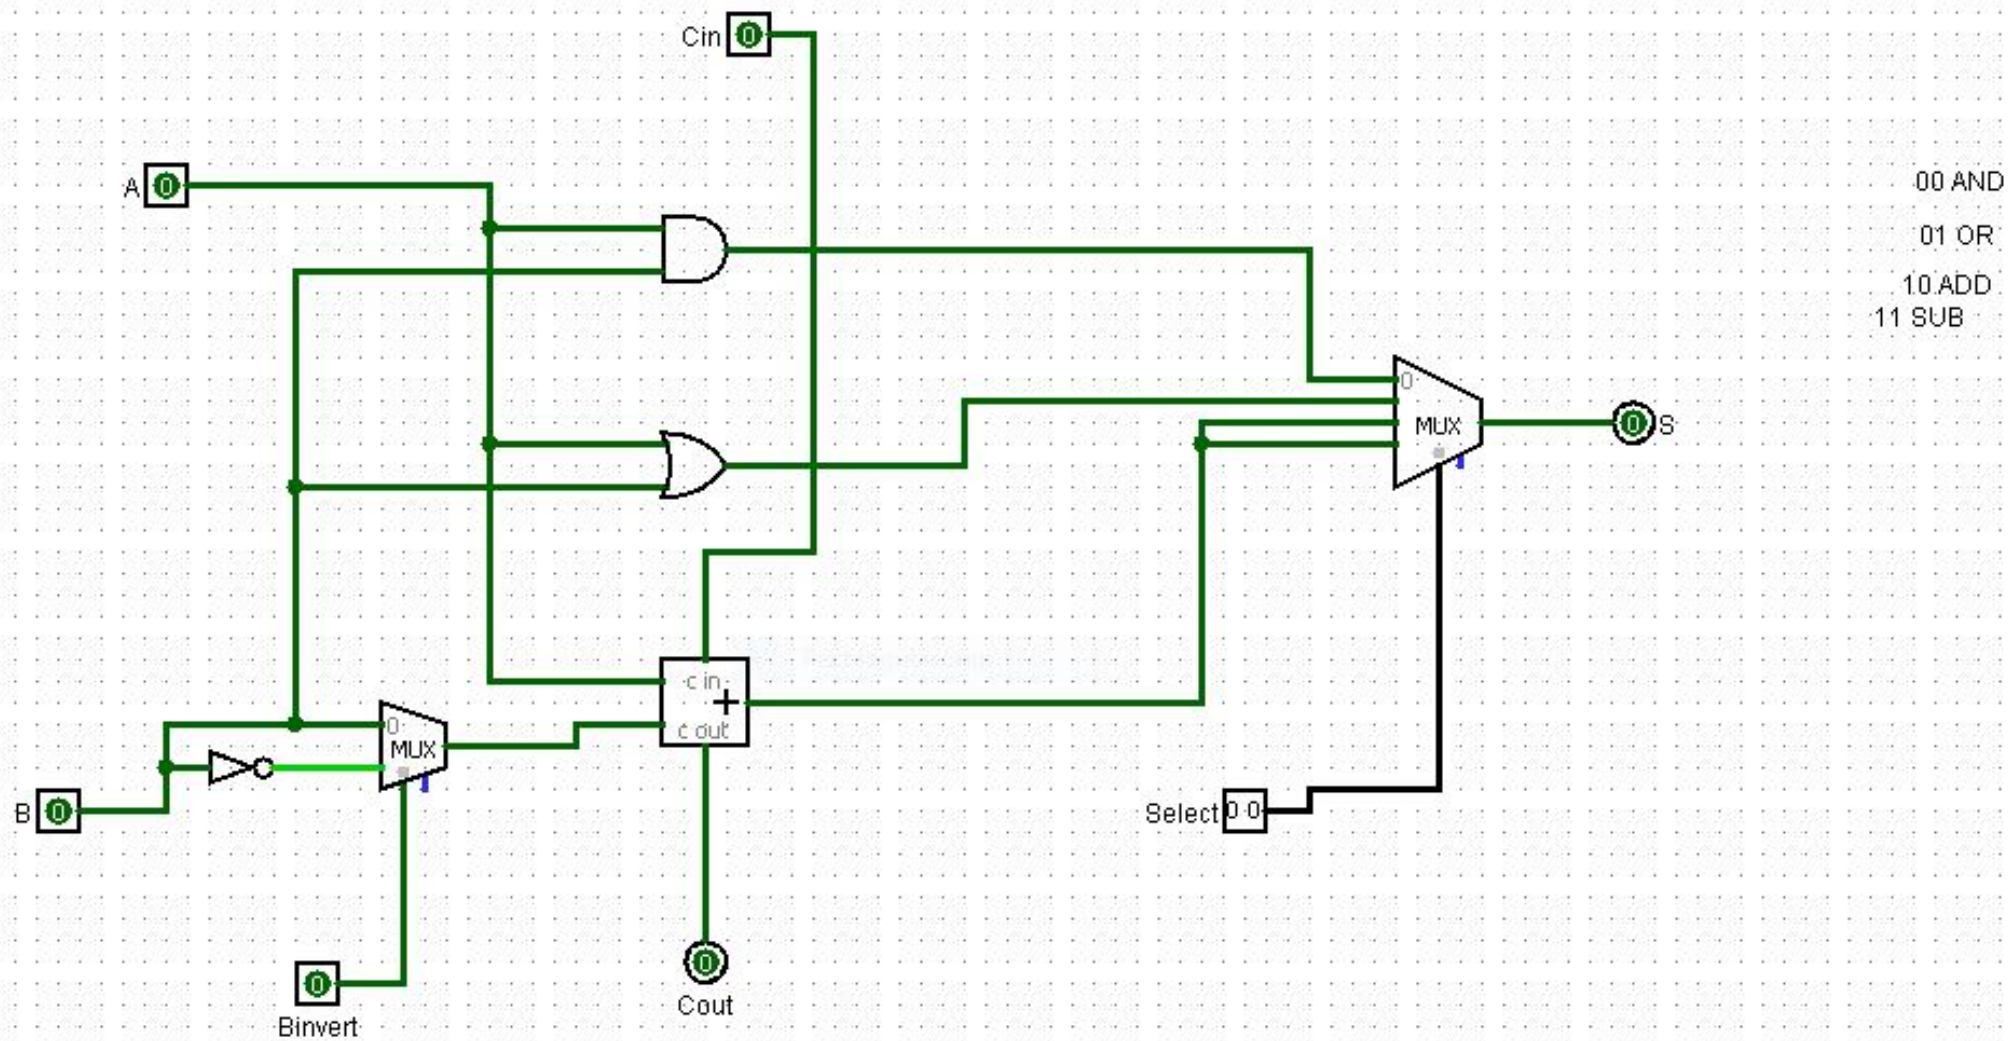 Cin 0
A 0
00 AND
01 OR
10 ADD
11 SUB
0
MUX
0 S
c in
+
c out
0
MUX
B 0
Select 0 0
0
Cout
0
Binvert